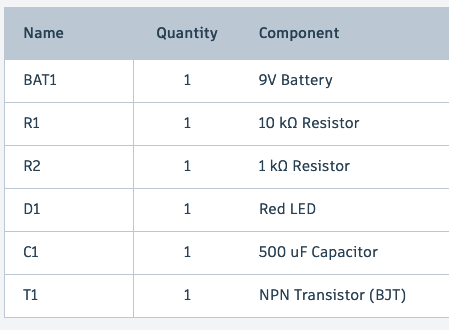 Name Quantity Component
BAT1 1 9V Battery
R1 1 10 kΩ Resistor
R2 1 1 kΩ Resistor
D1 1 Red LED
C1 1 500 uF Capacitor
T1 1 NPN Transistor (BJT)